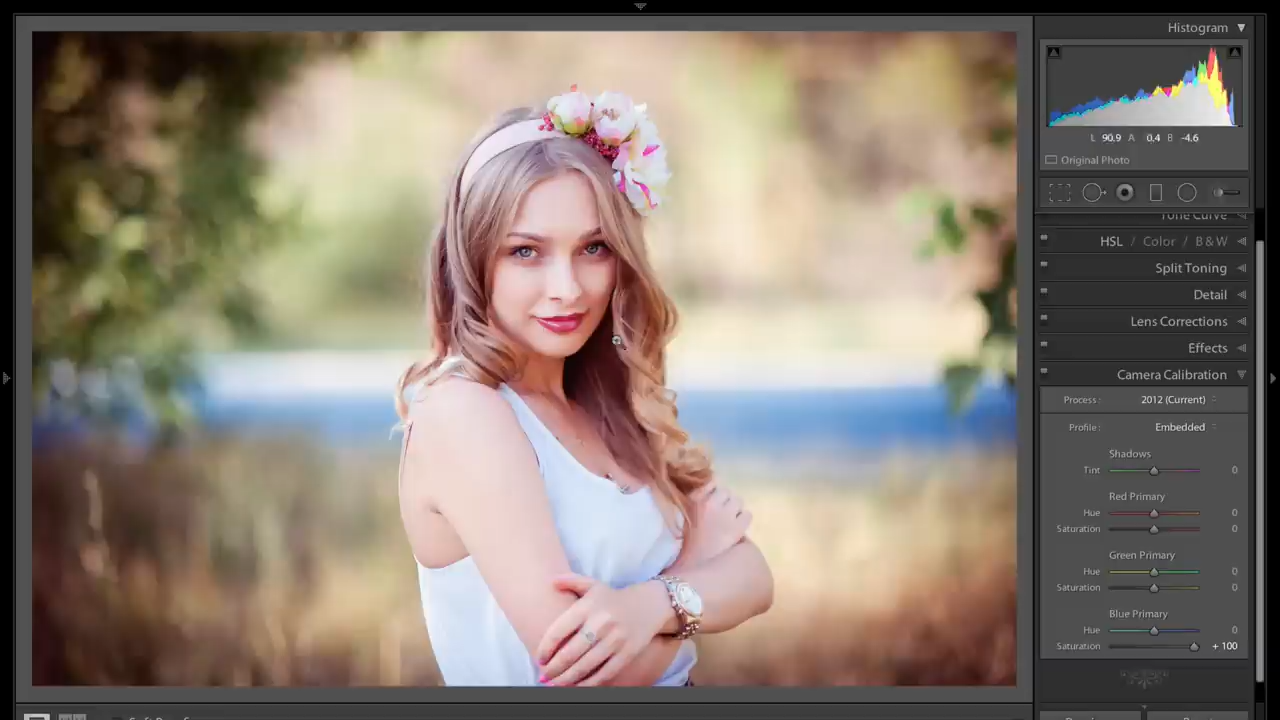 Histogram
L 90.9 A 0.4 B -4.6
Original Photo
Tone Curve
HSL / Color / B & W
Split Toning
Detail
Lens Corrections
Effects
Camera Calibration
Process : 2012 (Current)
Profile : Embedded
Shadows
Tint 0
Red Primary
Hue 0
Saturation 0
Green Primary
Hue 0
Saturation 0
Blue Primary
Hue 0
Saturation + 100